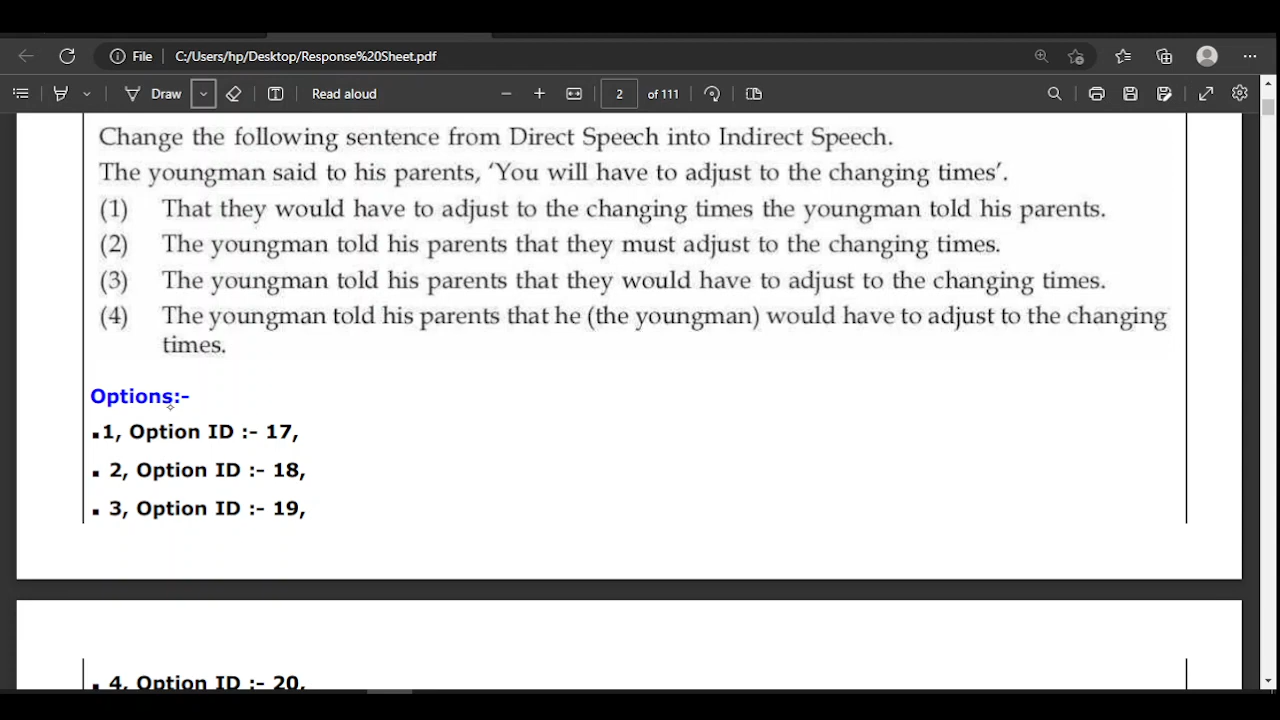 File C:/Users/hp/Desktop/Response%20Sheet.pdf
Draw Read aloud 2 of 111
Change the following sentence from Direct Speech into Indirect Speech.
The youngman said to his parents, ‘You will have to adjust to the changing times’.
(1) That they would have to adjust to the changing times the youngman told his parents.
(2) The youngman told his parents that they must adjust to the changing times.
(3) The youngman told his parents that they would have to adjust to the changing times.
(4) The youngman told his parents that he (the youngman) would have to adjust to the changing
times.
Options:-
1, Option ID :- 17,
2, Option ID :- 18,
3, Option ID :- 19,
4, Option ID :- 20,